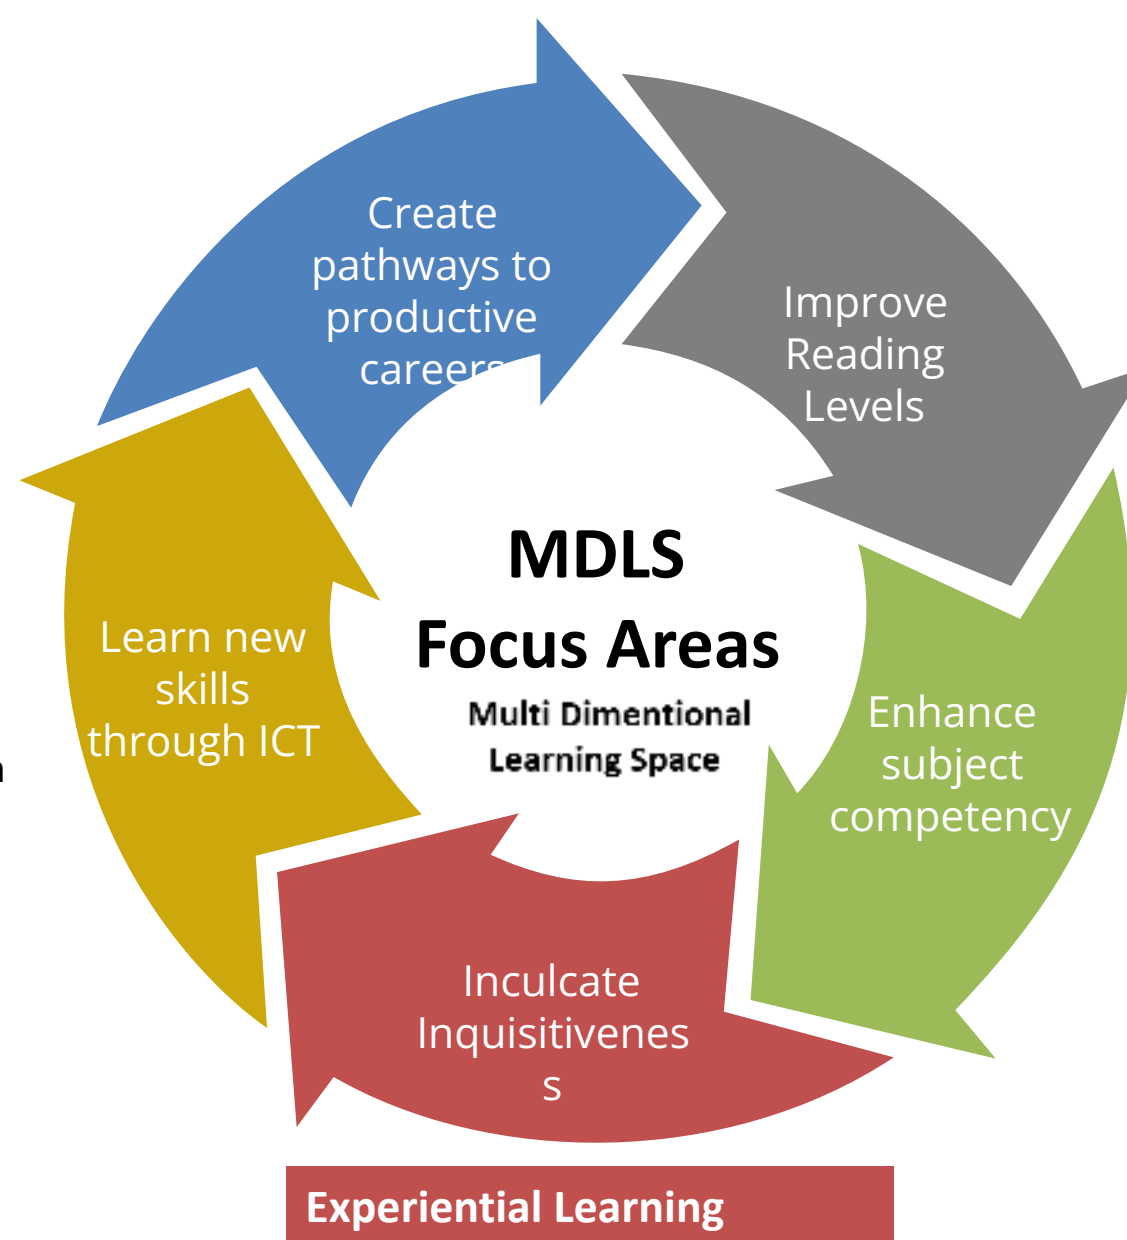 Create
pathways to
productive
careers
Improve
Reading
Levels
MDLS
Focus Areas
Multi Dimentional
Learning Space
Learn new
skills
through ICT
Enhance
subject
competency
Inculcate
Inquisitivenes
s
Experiential Learning